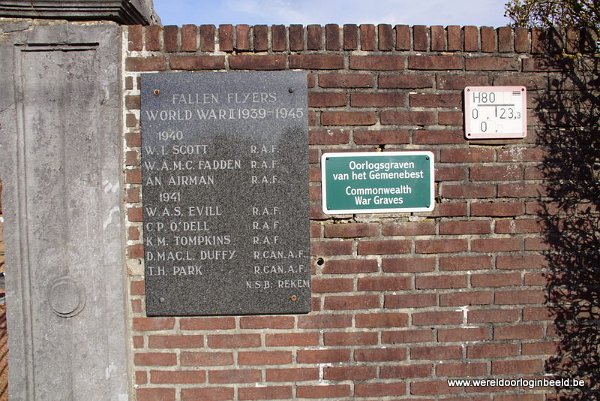 FALLEN FLYERS
WORLD WAR II 1939-1945
1940
W.I. SCOTT R.A.F.
W.A.M.C. FADDEN R.A.F.
AN AIRMAN R.A.F.
1941
W.A.S. EVILL R.A.F.
C.P. O'DELL R.A.F.
K.M. TOMPKINS R.A.F.
D.MAC.L. DUFFY R.CAN.A.F.
T.H. PARK R.CAN.A.F.
N.S.B. REKEM
Oorlogsgraven
van het Gemenebest
Commonwealth
War Graves
H80
0. 23.3
0.
www.wereldoorloginbeeld.be